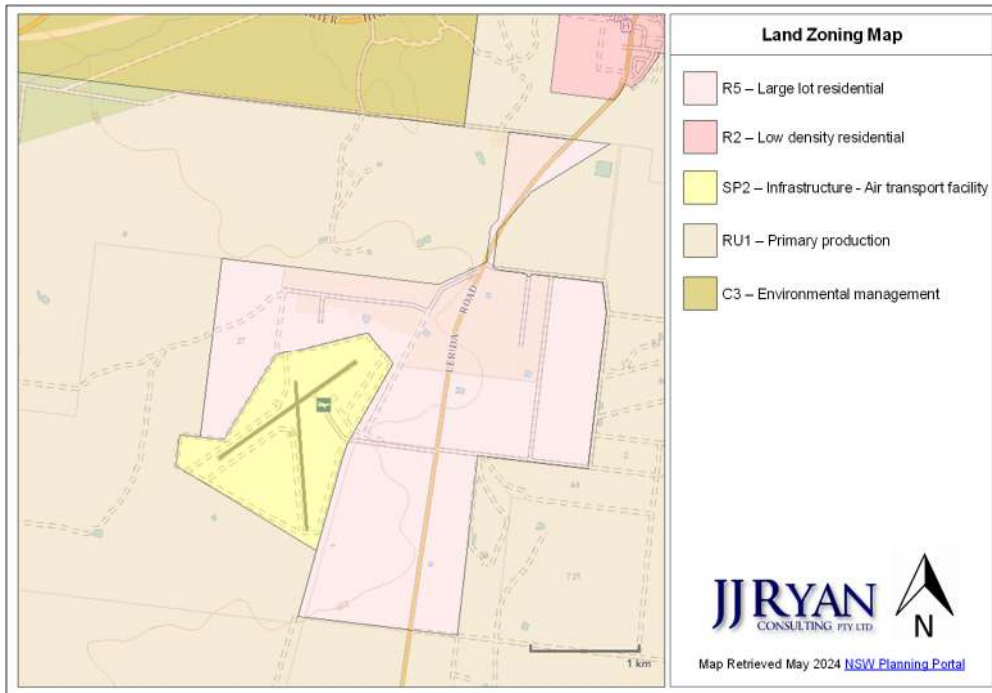 Land Zoning Map
R5 – Large lot residential
R2 – Low density residential
SP2 – Infrastructure - Air transport facility
RU1 – Primary production
C3 – Environmental management
H
LERIDA ROAD
1 km
JJ RYAN
CONSULTING PTY LTD
N
Map Retrieved May 2024 NSW Planning Portal